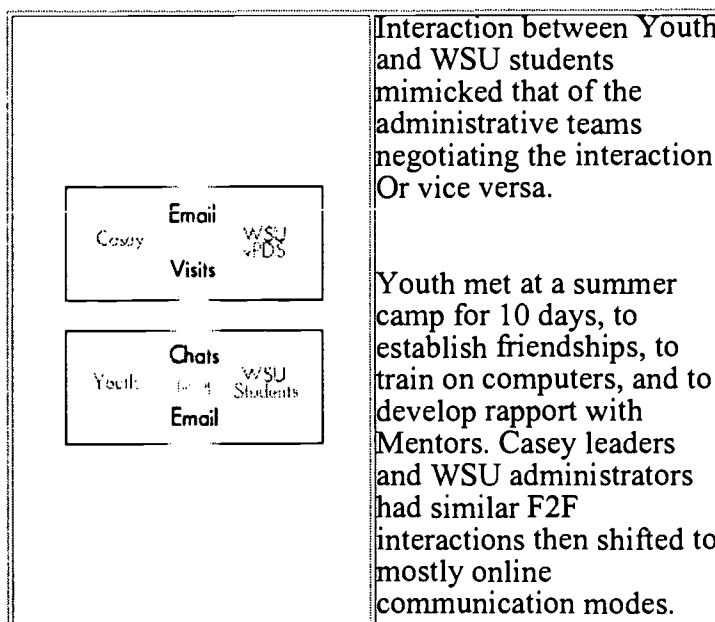 Interaction between Youth
and WSU students
mimicked that of the
administrative teams
negotiating the interaction
Or vice versa.
Email
Casey WSU
vPDS
Visits
Youth met at a summer
camp for 10 days, to
establish friendships, to
train on computers, and to
develop rapport with
Mentors. Casey leaders
and WSU administrators
had similar F2F
interactions then shifted to
mostly online
communication modes.
Chats
Youth WSU
Students
Email